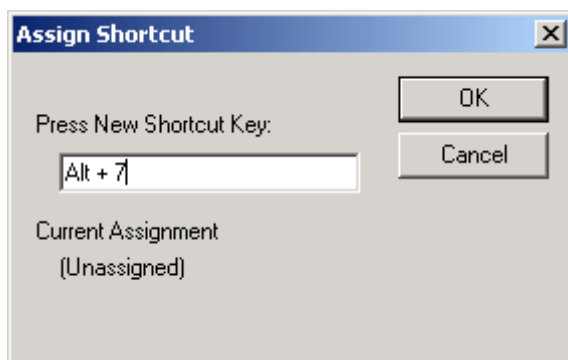 Assign Shortcut
OK
Press New Shortcut Key:
Cancel
Alt + 7
Current Assignment
(Unassigned)